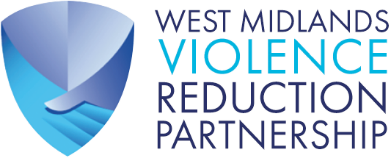 WEST MIDLANDS
VIOLENCE
REDUCTION
PARTNERSHIP